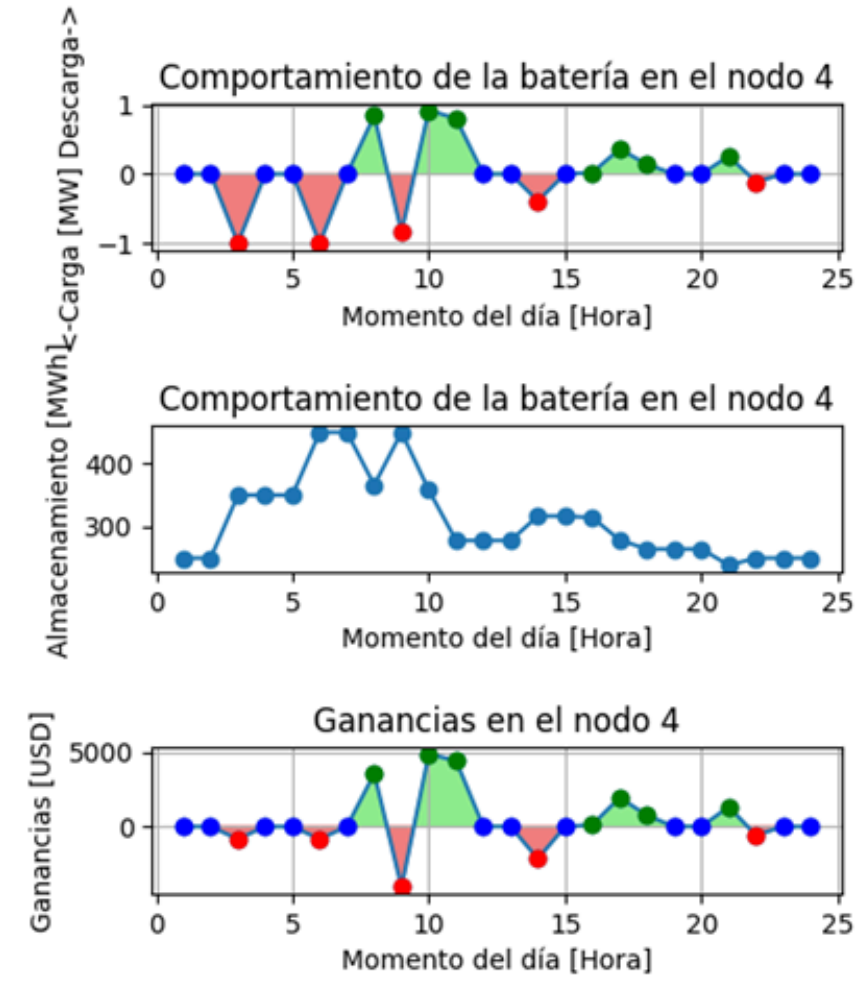 Comportamiento de la batería en el nodo 4
<-Carga [MW] Descarga->
1
0
−1
0 5 10 15 20 25
Momento del día [Hora]
Comportamiento de la batería en el nodo 4
Almacenamiento [MWh]
400
300
0 5 10 15 20 25
Momento del día [Hora]
Ganancias en el nodo 4
Ganancias [USD]
5000
0
0 5 10 15 20 25
Momento del día [Hora]